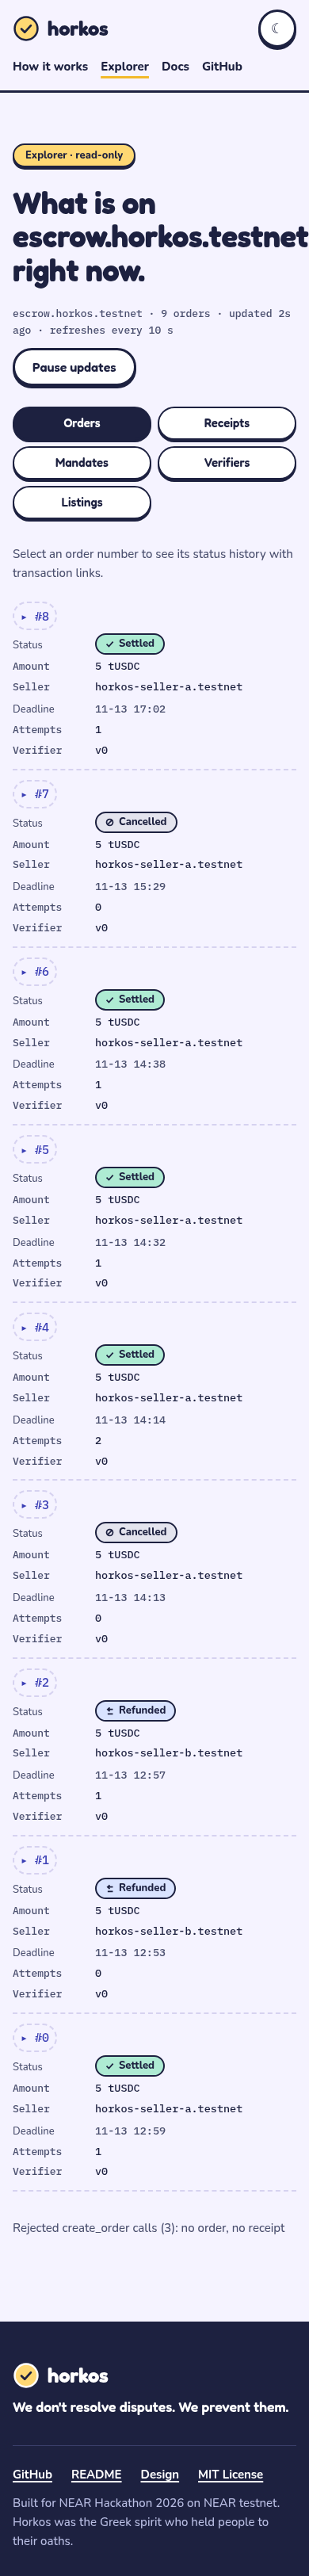 horkos
How it works Explorer Docs GitHub
Explorer · read-only
What is on
escrow.horkos.testnet
right now.
escrow.horkos.testnet · 9 orders · updated 2s
ago · refreshes every 10 s
Pause updates
Orders Receipts
Mandates Verifiers
Listings
Select an order number to see its status history with
transaction links.
▸ #8
Status ✓ Settled
Amount 5 tUSDC
Seller horkos-seller-a.testnet
Deadline 11-13 17:02
Attempts 1
Verifier v0
▸ #7
Status ⊘ Cancelled
Amount 5 tUSDC
Seller horkos-seller-a.testnet
Deadline 11-13 15:29
Attempts 0
Verifier v0
▸ #6
Status ✓ Settled
Amount 5 tUSDC
Seller horkos-seller-a.testnet
Deadline 11-13 14:38
Attempts 1
Verifier v0
▸ #5
Status ✓ Settled
Amount 5 tUSDC
Seller horkos-seller-a.testnet
Deadline 11-13 14:32
Attempts 1
Verifier v0
▸ #4
Status ✓ Settled
Amount 5 tUSDC
Seller horkos-seller-a.testnet
Deadline 11-13 14:14
Attempts 2
Verifier v0
▸ #3
Status ⊘ Cancelled
Amount 5 tUSDC
Seller horkos-seller-a.testnet
Deadline 11-13 14:13
Attempts 0
Verifier v0
▸ #2
Status Refunded
Amount 5 tUSDC
Seller horkos-seller-b.testnet
Deadline 11-13 12:57
Attempts 1
Verifier v0
▸ #1
Status Refunded
Amount 5 tUSDC
Seller horkos-seller-b.testnet
Deadline 11-13 12:53
Attempts 0
Verifier v0
▸ #0
Status ✓ Settled
Amount 5 tUSDC
Seller horkos-seller-a.testnet
Deadline 11-13 12:59
Attempts 1
Verifier v0
Rejected create_order calls (3): no order, no receipt
horkos
We don't resolve disputes. We prevent them.
GitHub README Design MIT License
Built for NEAR Hackathon 2026 on NEAR testnet.
Horkos was the Greek spirit who held people to
their oaths.